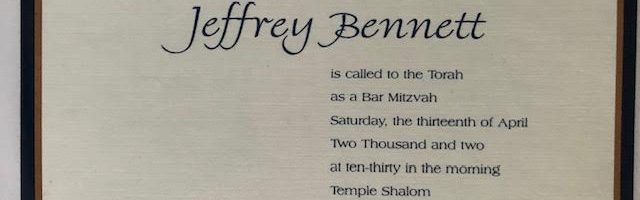 Jeffrey Bennett
is called to the Torah
as a Bar Mitzvah
Saturday, the thirteenth of April
Two Thousand and two
at ten-thirty in the morning
Temple Shalom